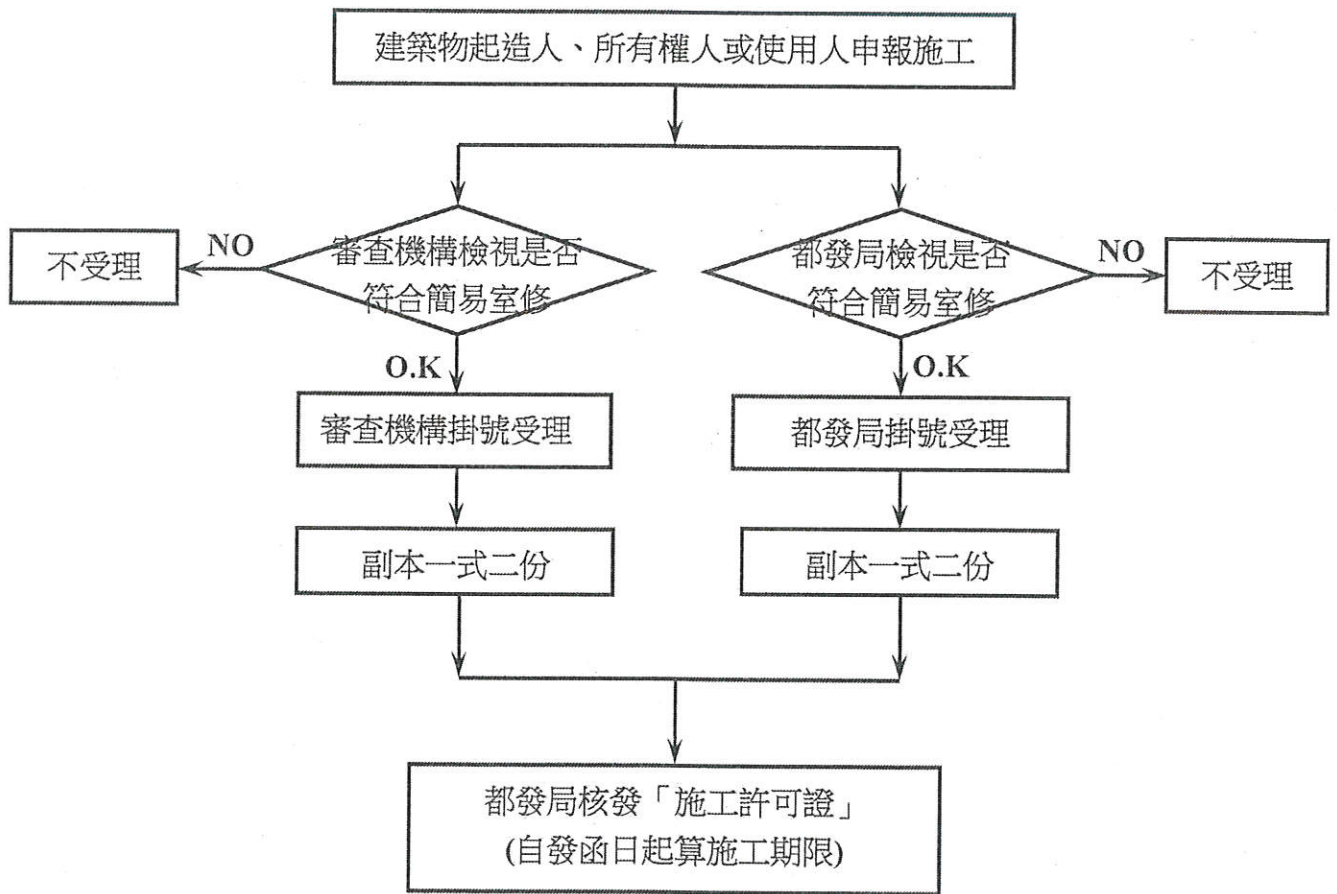 建築物起造人、所有權人或使用人申報施工
不受理
NO
審查機構檢視是否
符合簡易室修
都發局檢視是否
符合簡易室修
NO
不受理
O.K
O.K
審查機構掛號受理
都發局掛號受理
副本一式二份
副本一式二份
都發局核發「施工許可證」
(自發函日起算施工期限)